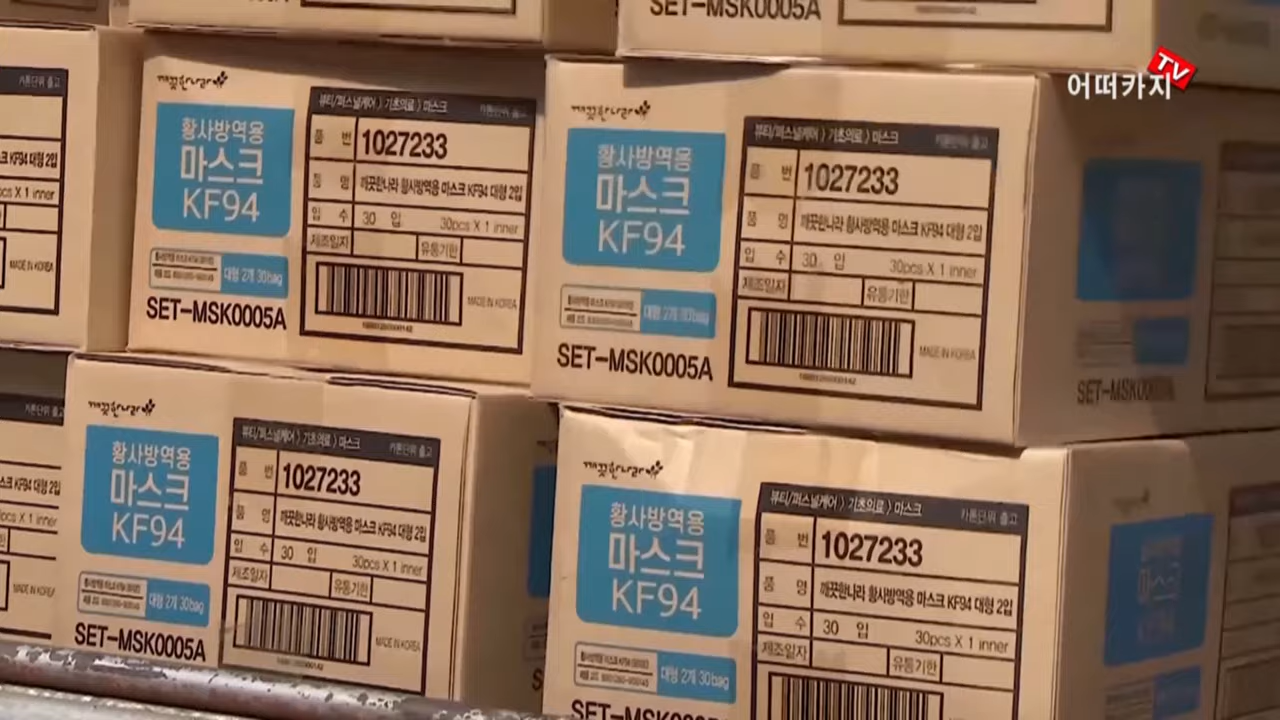 SET-MSK0005A
어떠카지
TV
카톤단위 출고
MADE IN KOREA
깨끗한나라
황사방역용
마스크
KF94
대형 2개 30bag
SET-MSK0005A
뷰티/퍼스널케어 > 기초의료 > 마스크
카톤단위 출고
품 번 1027233
품 명 깨끗한나라 황사방역용 마스크 KF94 대형 2입
입 수 30 입 30pcs X 1 inner
제조일자 유통기한
MADE IN KOREA
깨끗한나라
황사방역용
마스크
KF94
SET-MSK0005A
뷰티/퍼스널케어 > 기초의료 > 마스크
카톤단위 출고
품 번 1027233
품 명 깨끗한나라 황사방역용 마스크 KF94 대형 2입
입 수 30 입 30pcs X 1 inner
제조일자 유통기한
MADE IN KOREA
깨끗한나라
황사방역용
마스크
KF94
대형 2개 30bag
SET-MSK0005A
뷰티/퍼스널케어 > 기초의료 > 마스크
카톤단위 출고
품 번 1027233
품 명 깨끗한나라 황사방역용 마스크 KF94 대형 2입
입 수 30 입 30pcs X 1 inner
제조일자 유통기한
MADE IN KOREA
깨끗한나라
황사방역용
마스크
KF94
대형 2개 30bag
뷰티/퍼스널케어 > 기초의료 > 마스크
카톤단위 출고
품 번 1027233
품 명 깨끗한나라 황사방역용 마스크 KF94 대형 2입
입 수 30 입 30pcs X 1 inner
제조일자 유통기한